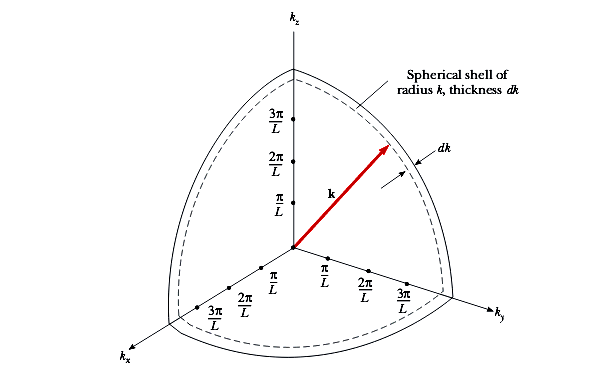 k_z
Spherical shell of
radius k, thickness dk
3π/L
dk
2π/L
k
π/L
π/L
π/L
2π/L
2π/L
3π/L
3π/L
k_y
k_x